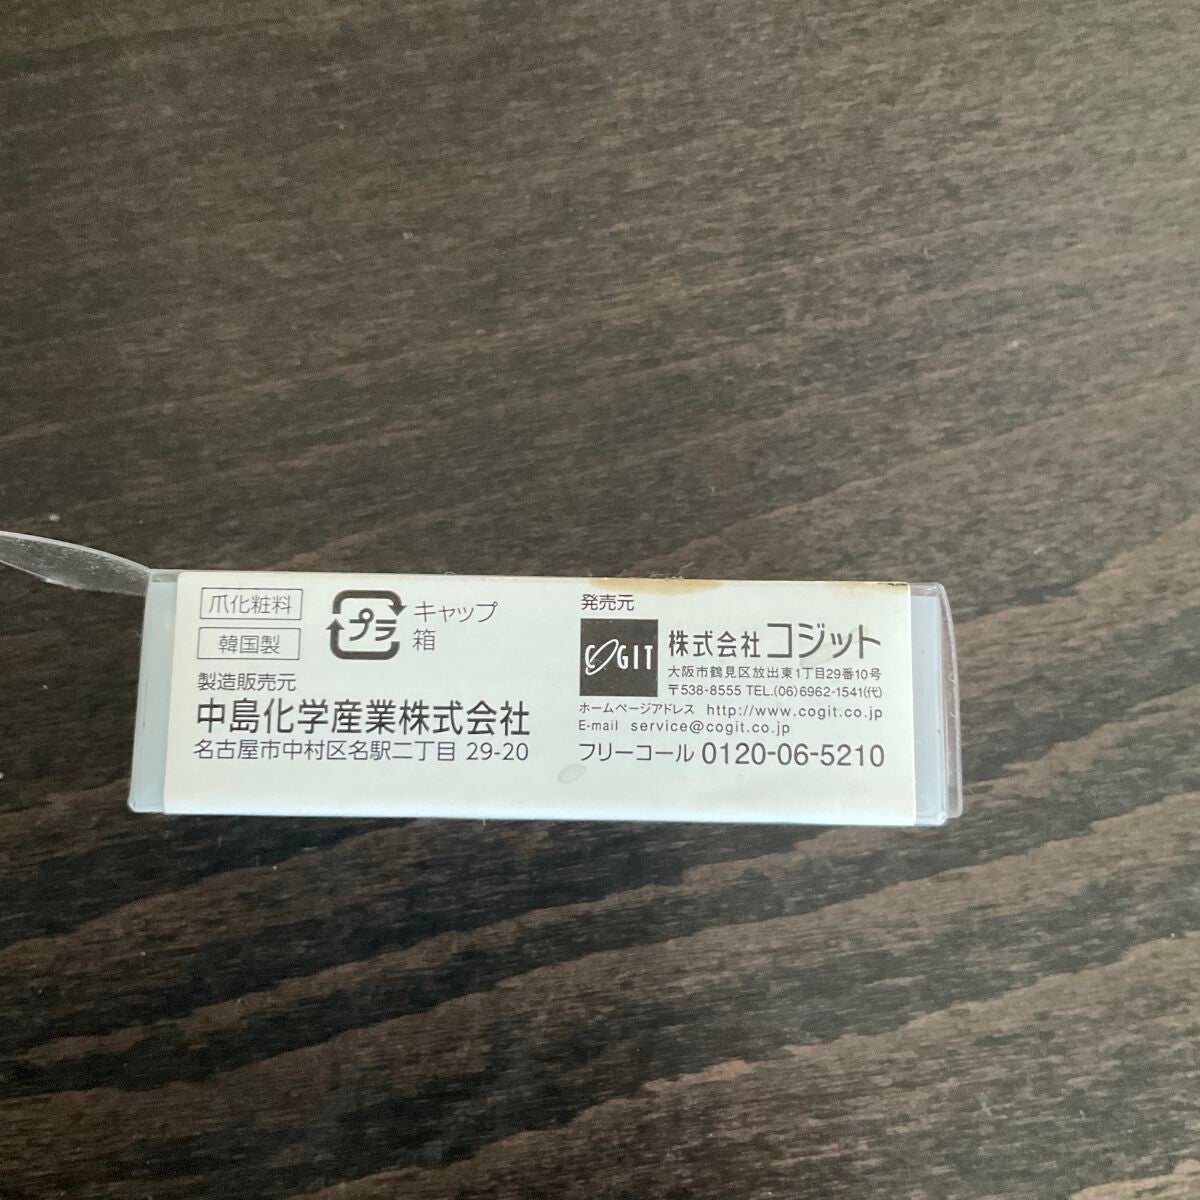 爪化粧料
韓国製
プラ
キャップ
箱
製造販売元
中島化学産業株式会社
名古屋市中村区名駅二丁目 29-20
発売元
COGIT
株式会社コジット
大阪市鶴見区放出東1丁目29番10号
〒538-8555 TEL.(06)6962-1541(代)
ホームページアドレス http://www.cogit.co.jp
E-mail service@cogit.co.jp
フリーコール 0120-06-5210